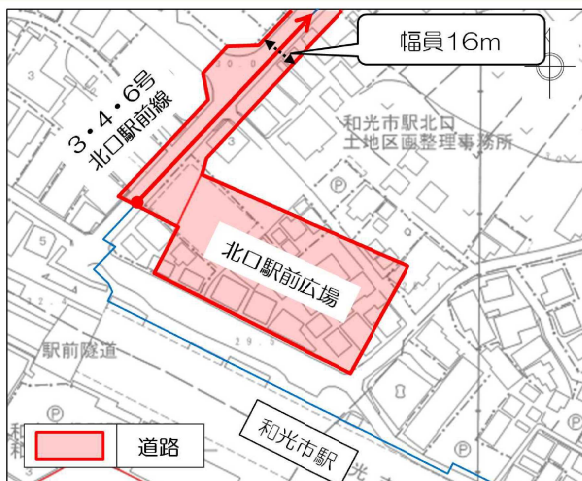 幅員16m
3・4・6号
北口駅前線
和光市駅北口
土地区画整理事務所
北口駅前広場
29.5
駅前隧道
道路
和光市駅